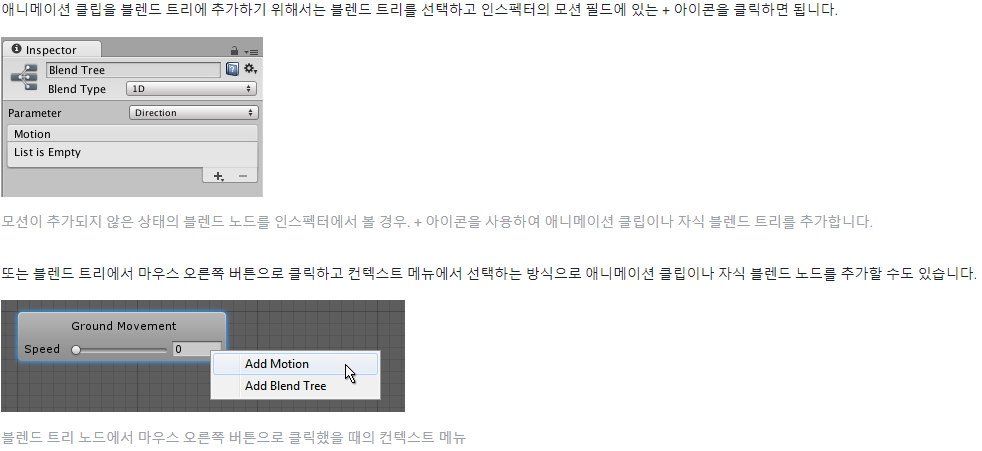 애니메이션 클립을 블렌드 트리에 추가하기 위해서는 블렌드 트리를 선택하고 인스펙터의 모션 필드에 있는 + 아이콘을 클릭하면 됩니다.
Inspector
Blend Tree
Blend Type 1D
Parameter Direction
Motion
List is Empty
+ −
모션이 추가되지 않은 상태의 블렌드 노드를 인스펙터에서 볼 경우. + 아이콘을 사용하여 애니메이션 클립이나 자식 블렌드 트리를 추가합니다.
또는 블렌드 트리에서 마우스 오른쪽 버튼으로 클릭하고 컨텍스트 메뉴에서 선택하는 방식으로 애니메이션 클립이나 자식 블렌드 노드를 추가할 수도 있습니다.
Ground Movement
Speed 0
Add Motion
Add Blend Tree
블렌드 트리 노드에서 마우스 오른쪽 버튼으로 클릭했을 때의 컨텍스트 메뉴